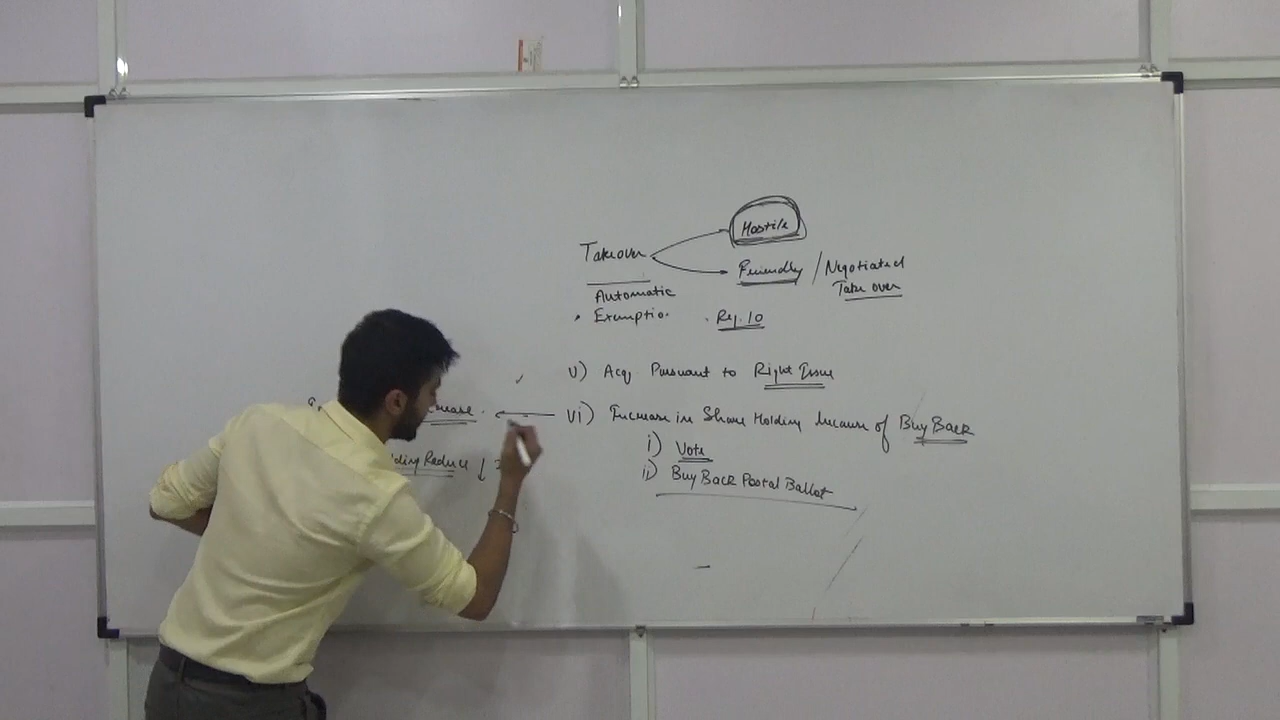 Hostile
Takeover
Friendly / Negotiated
Take over
Automatic
• Exemption . Reg. 10
v) Acq Pursuant to Right Issue
vi) Increase in Share Holding because of Buy Back
i) Vote
ii) Buy Back Postal Ballot
Reduce ↓